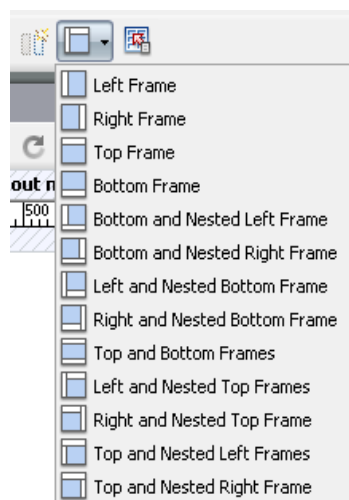 Left Frame
Right Frame
Top Frame
out n
Bottom Frame
500
Bottom and Nested Left Frame
Bottom and Nested Right Frame
Left and Nested Bottom Frame
Right and Nested Bottom Frame
Top and Bottom Frames
Left and Nested Top Frames
Right and Nested Top Frame
Top and Nested Left Frames
Top and Nested Right Frame